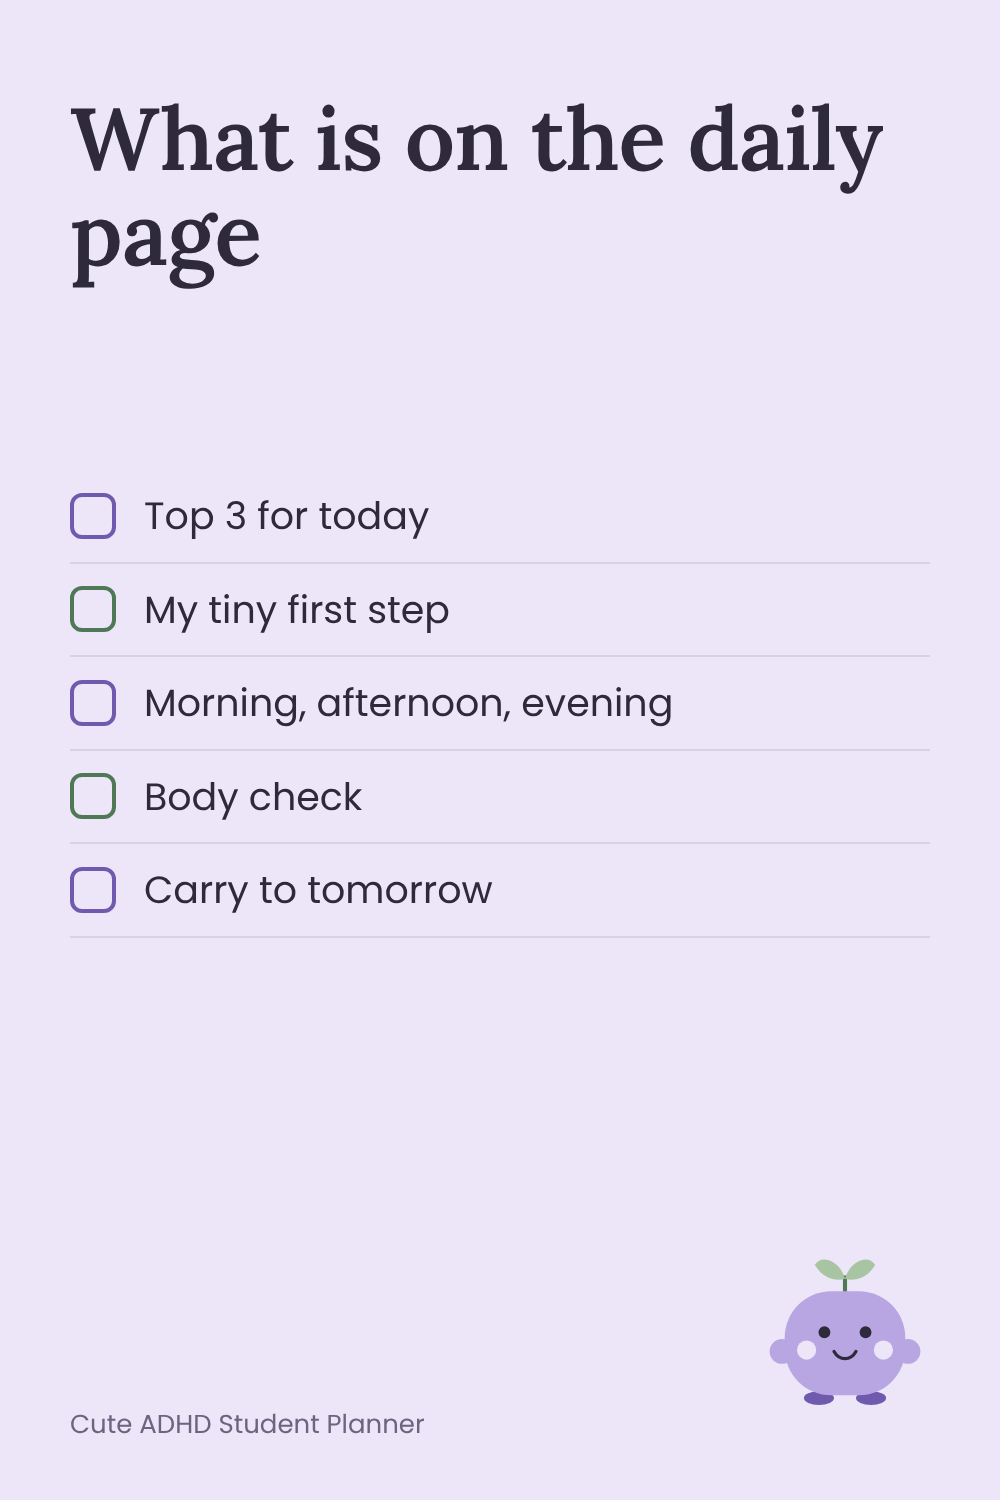 What is on the daily
page
Top 3 for today
My tiny first step
Morning, afternoon, evening
Body check
Carry to tomorrow
Cute ADHD Student Planner